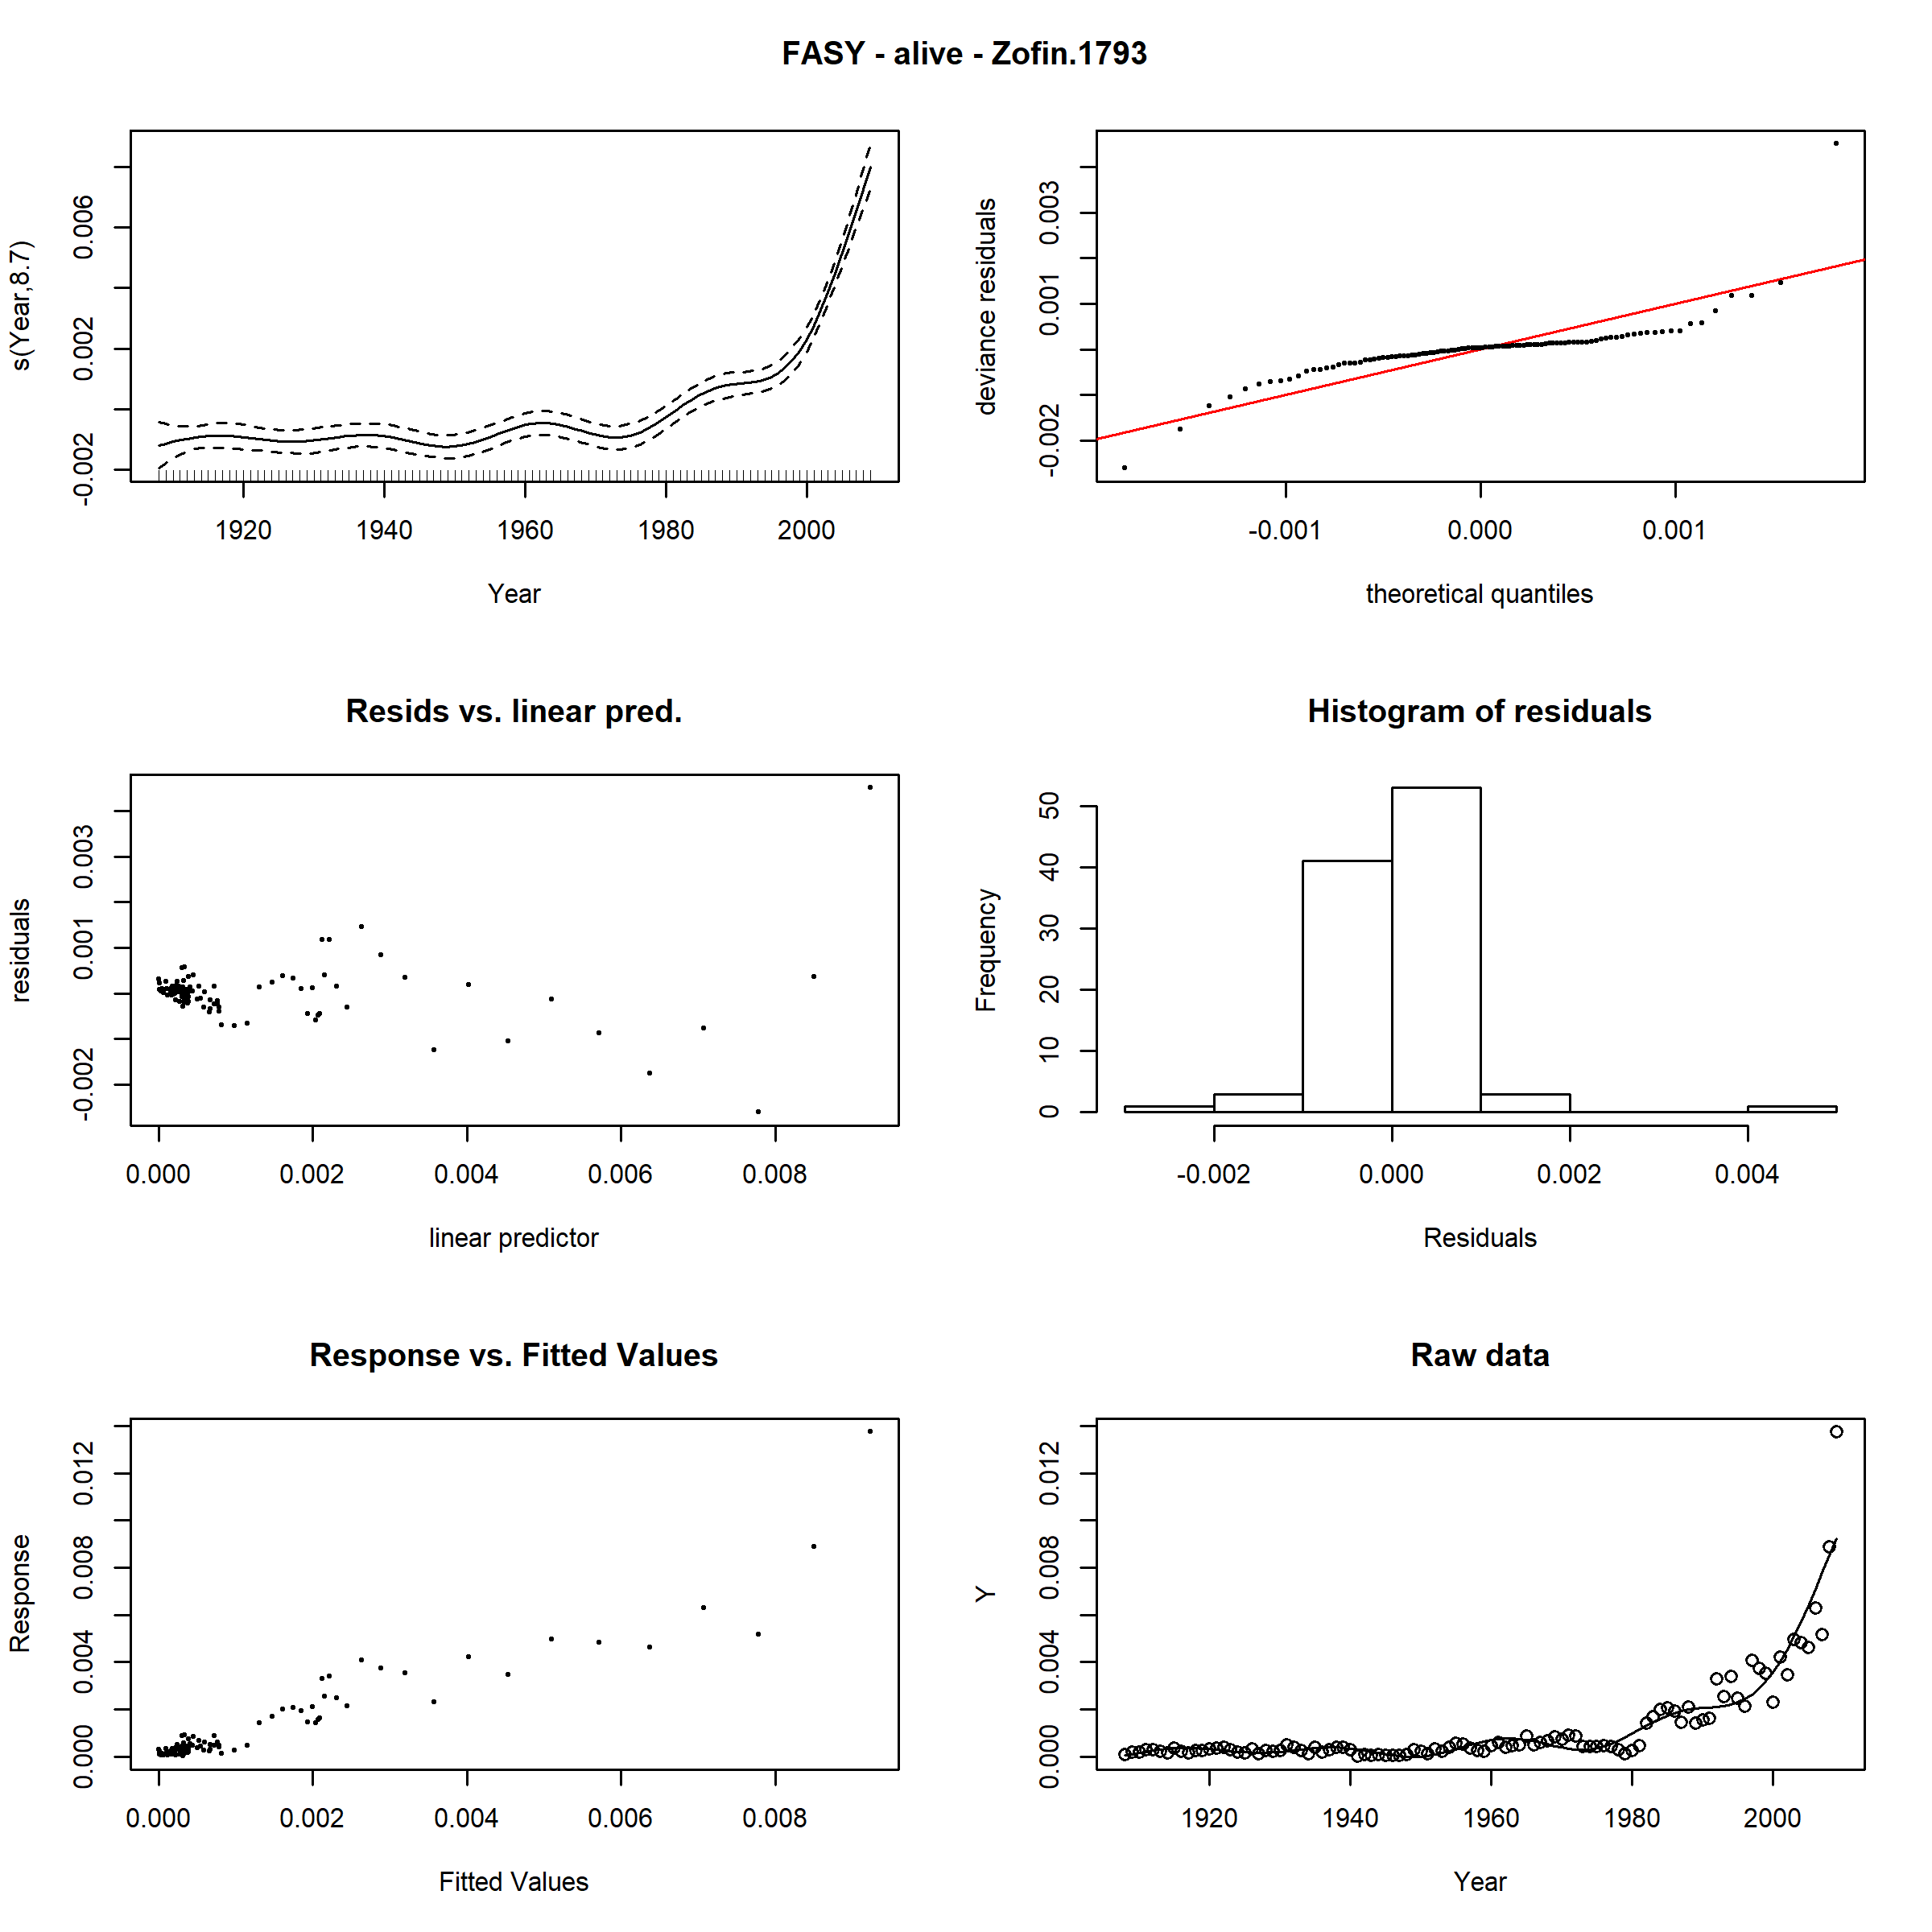 FASY - alive - Zofin.1793
s(Year,8.7)
-0.002 0.002 0.006
1920 1940 1960 1980 2000
Year
deviance residuals
-0.002 0.001 0.003
-0.001 0.000 0.001
theoretical quantiles
Resids vs. linear pred.
residuals
-0.002 0.001 0.003
0.000 0.002 0.004 0.006 0.008
linear predictor
Histogram of residuals
Frequency
0 10 20 30 40 50
-0.002 0.000 0.002 0.004
Residuals
Response vs. Fitted Values
Response
0.000 0.004 0.008 0.012
0.000 0.002 0.004 0.006 0.008
Fitted Values
Raw data
Y
0.000 0.004 0.008 0.012
1920 1940 1960 1980 2000
Year